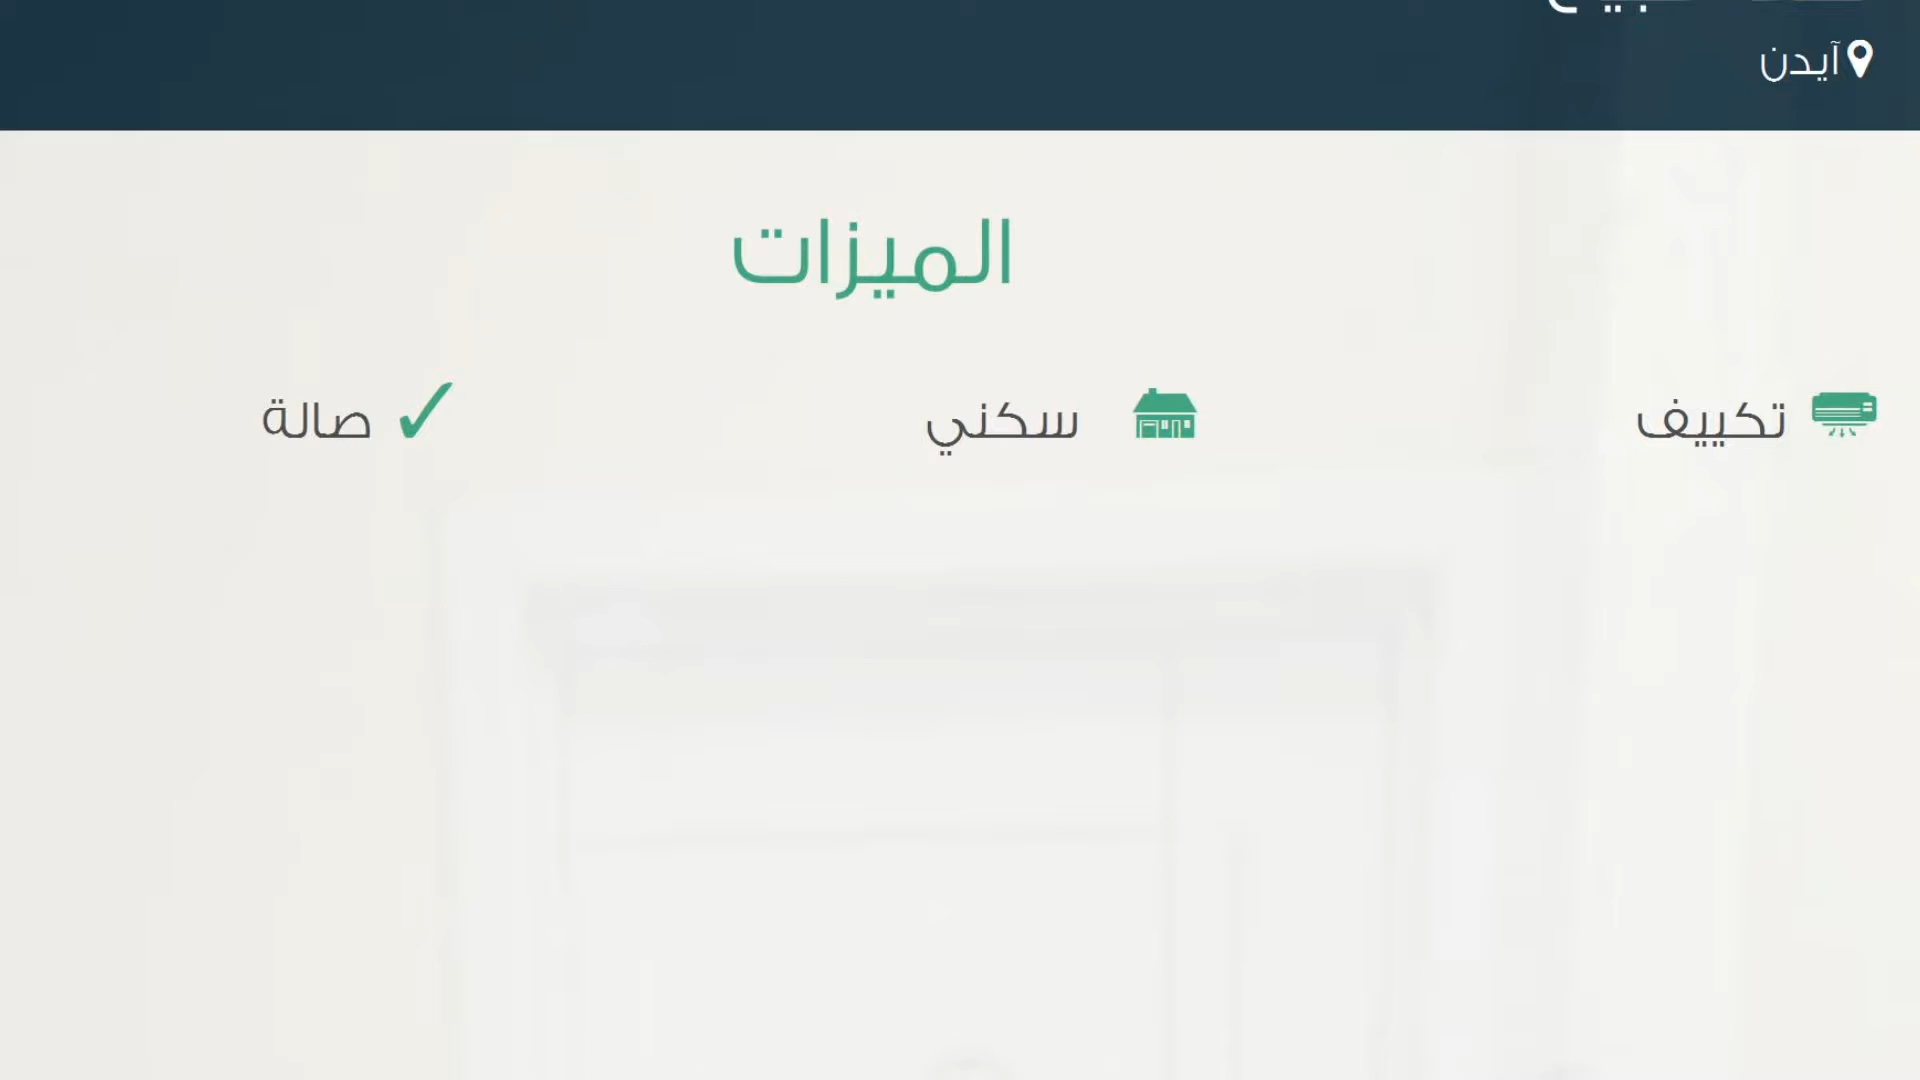 آيدن
الميزات
تكييف
سكني
صالة